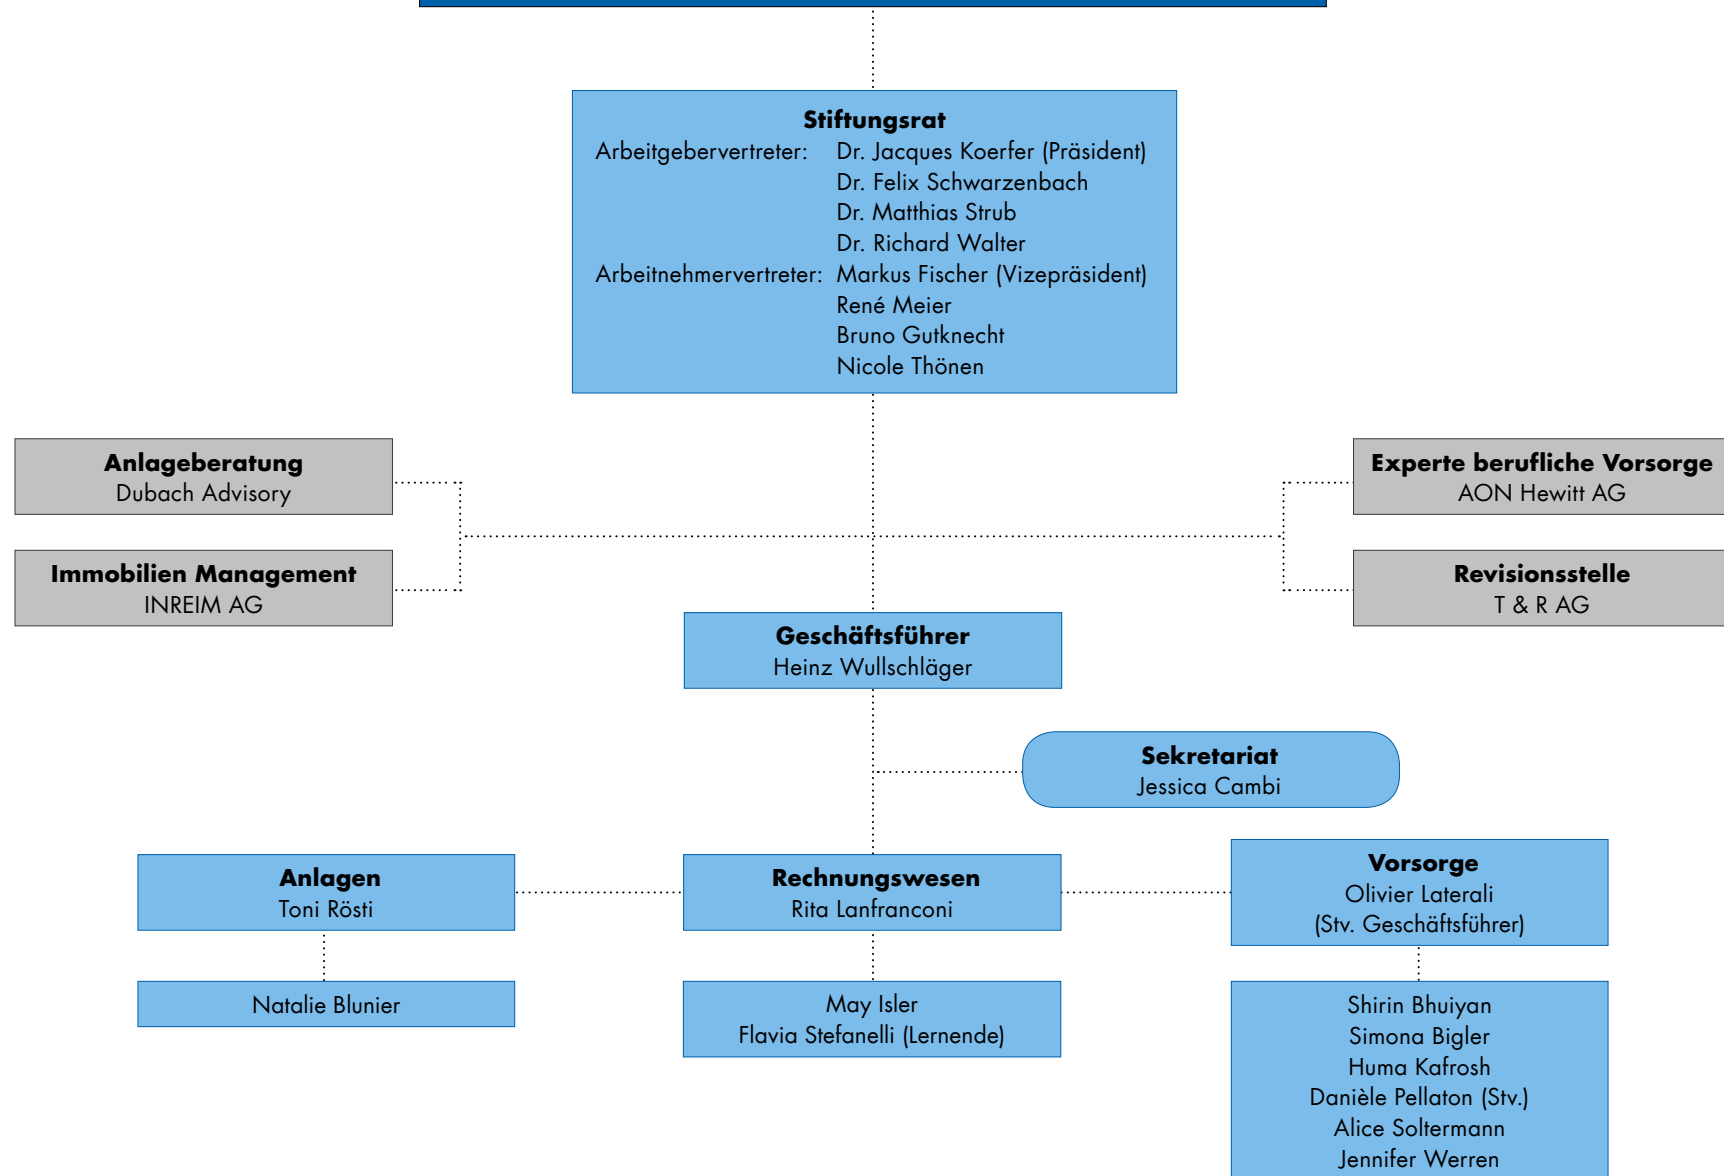 Stiftungsrat
Arbeitgebervertreter: Dr. Jacques Koerfer (Präsident)
Dr. Felix Schwarzenbach
Dr. Matthias Strub
Dr. Richard Walter
Arbeitnehmervertreter: Markus Fischer (Vizepräsident)
René Meier
Bruno Gutknecht
Nicole Thönen
Anlageberatung
Dubach Advisory
Experte berufliche Vorsorge
AON Hewitt AG
Immobilien Management
INREIM AG
Revisionsstelle
T & R AG
Geschäftsführer
Heinz Wullschläger
Sekretariat
Jessica Cambi
Anlagen
Toni Rösti
Rechnungswesen
Rita Lanfranconi
Vorsorge
Olivier Laterali
(Stv. Geschäftsführer)
Natalie Blunier
May Isler
Flavia Stefanelli (Lernende)
Shirin Bhuiyan
Simona Bigler
Huma Kafrosh
Danièle Pellaton (Stv.)
Alice Soltermann
Jennifer Werren